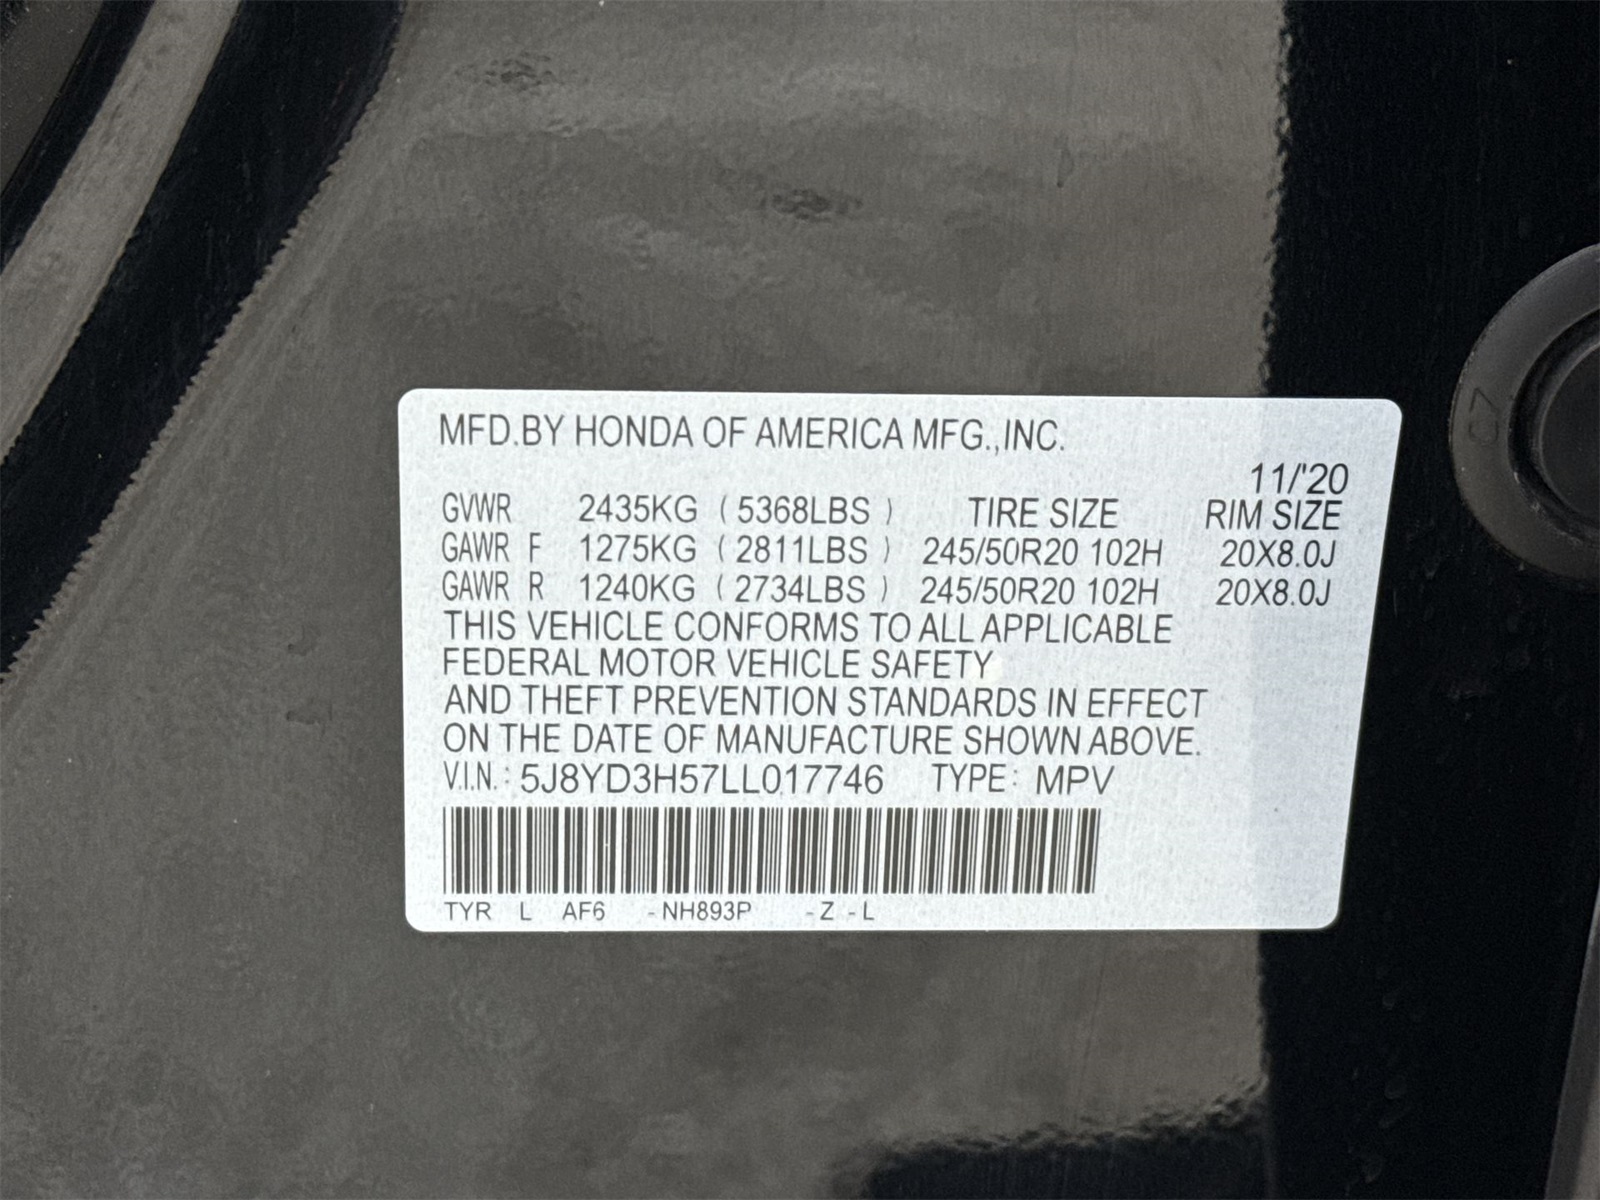 MFD.BY HONDA OF AMERICA MFG.,INC.
11/'20
GVWR 2435KG ( 5368LBS ) TIRE SIZE RIM SIZE
GAWR F 1275KG ( 2811LBS ) 245/50R20 102H 20X8.0J
GAWR R 1240KG ( 2734LBS ) 245/50R20 102H 20X8.0J
THIS VEHICLE CONFORMS TO ALL APPLICABLE
FEDERAL MOTOR VEHICLE SAFETY
AND THEFT PREVENTION STANDARDS IN EFFECT
ON THE DATE OF MANUFACTURE SHOWN ABOVE.
V.I.N.: 5J8YD3H57LL017746 TYPE: MPV
TYR L AF6 -NH893P -Z -L